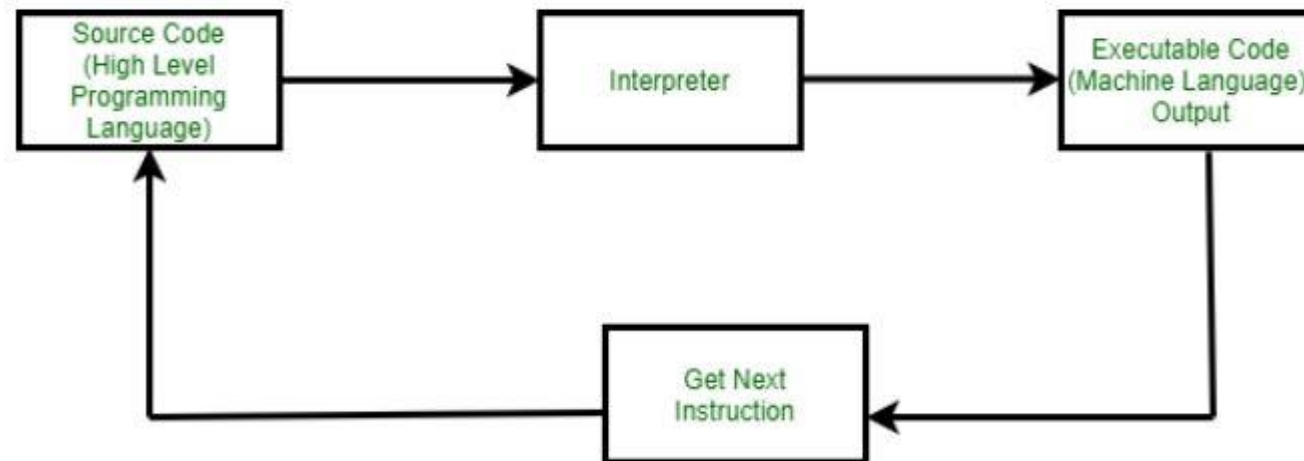 Source Code
(High Level
Programming
Language)
Interpreter
Executable Code
(Machine Language)
Output
Get Next
Instruction